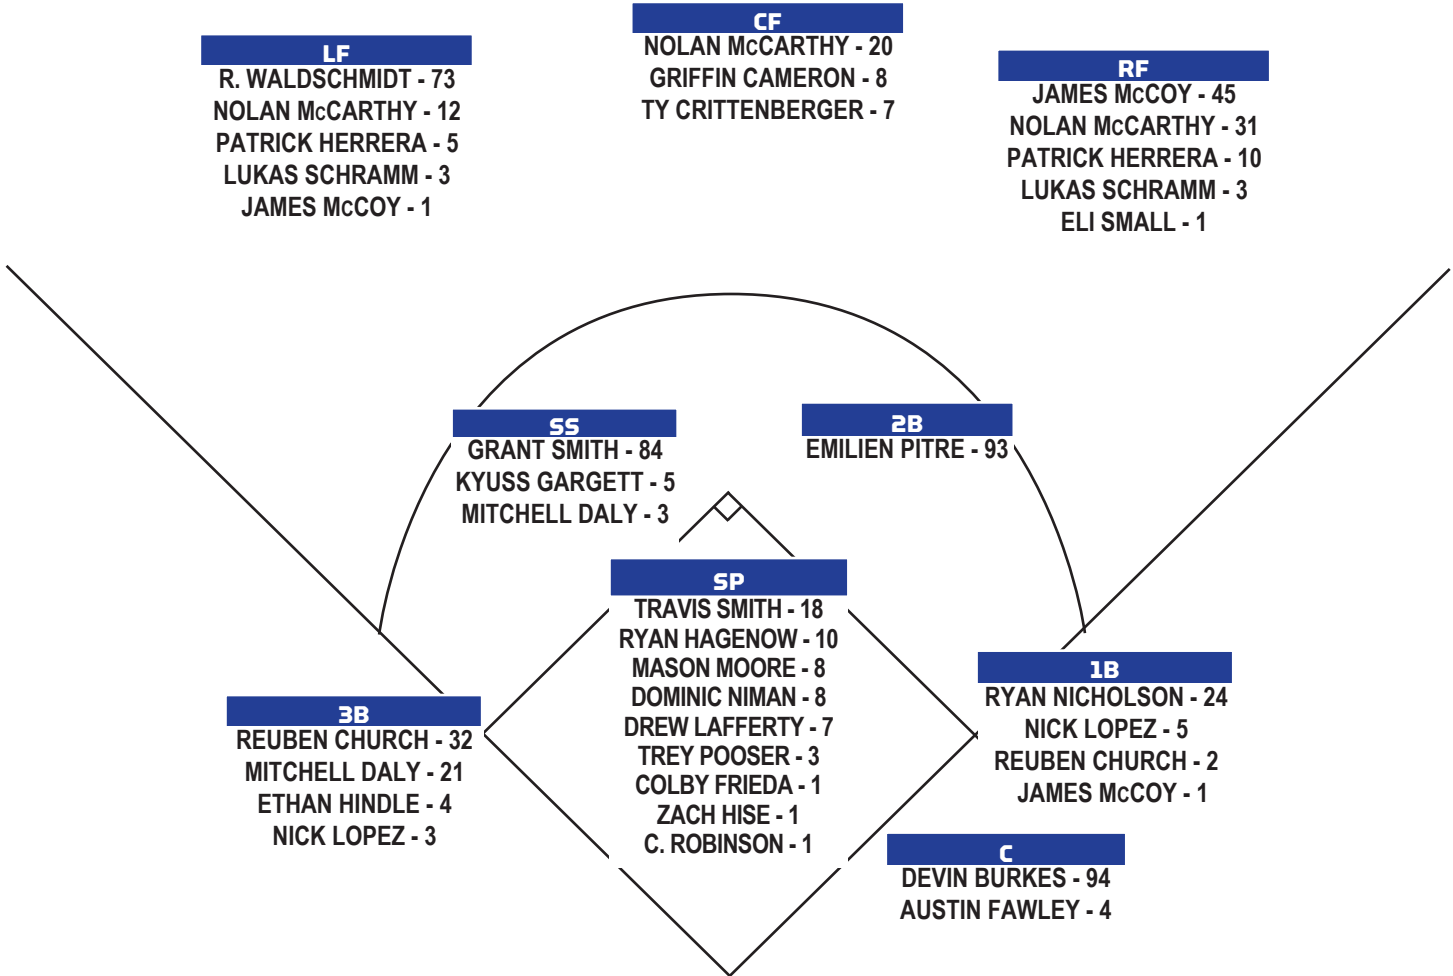 CF
NOLAN McCARTHY - 20
GRIFFIN CAMERON - 8
TY CRITTENBERGER - 7
LF
R. WALDSCHMIDT - 73
NOLAN McCARTHY - 12
PATRICK HERRERA - 5
LUKAS SCHRAMM - 3
JAMES McCOY - 1
RF
JAMES McCOY - 45
NOLAN McCARTHY - 31
PATRICK HERRERA - 10
LUKAS SCHRAMM - 3
ELI SMALL - 1
SS
GRANT SMITH - 84
KYUSS GARGETT - 5
MITCHELL DALY - 3
2B
EMILIEN PITRE - 93
SP
TRAVIS SMITH - 18
RYAN HAGENOW - 10
MASON MOORE - 8
DOMINIC NIMAN - 8
DREW LAFFERTY - 7
TREY POOSER - 3
COLBY FRIEDA - 1
ZACH HISE - 1
C. ROBINSON - 1
3B
REUBEN CHURCH - 32
MITCHELL DALY - 21
ETHAN HINDLE - 4
NICK LOPEZ - 3
1B
RYAN NICHOLSON - 24
NICK LOPEZ - 5
REUBEN CHURCH - 2
JAMES McCOY - 1
C
DEVIN BURKES - 94
AUSTIN FAWLEY - 4